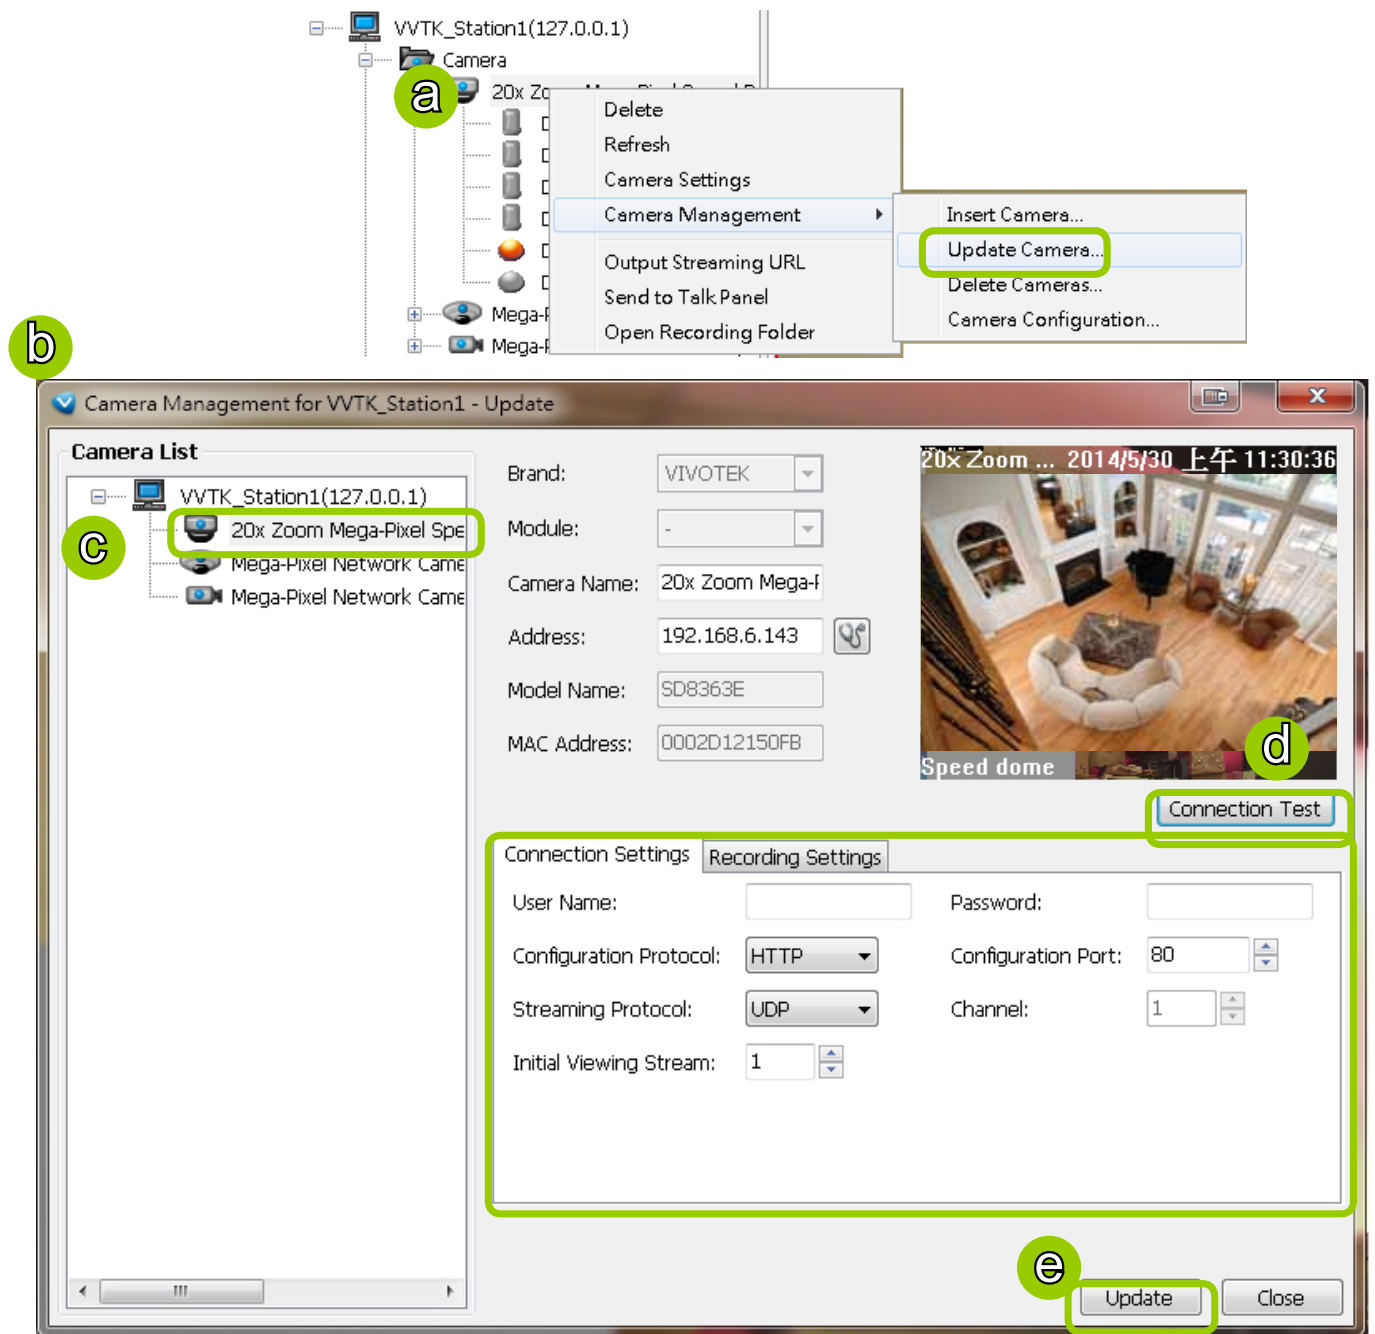 VVTK_Station1(127.0.0.1)
Camera
a
20x
Delete
Refresh
Camera Settings
Camera Management
Output Streaming URL
Send to Talk Panel
Open Recording Folder
Insert Camera...
Update Camera...
Delete Cameras...
Camera Configuration...
Mega-
Mega-
b
Camera Management for VVTK_Station1 - Update
Camera List
VVTK_Station1(127.0.0.1)
c
20x Zoom Mega-Pixel Spe
Mega-Pixel Network Came
Mega-Pixel Network Came
Brand: VIVOTEK
Module: -
Camera Name: 20x Zoom Mega-
Address: 192.168.6.143
Model Name: SD8363E
MAC Address: 0002D12150FB
20x Zoom ... 2014/5/30 上午 11:30:36
Speed dome
d
Connection Test
Connection Settings Recording Settings
User Name: Password:
Configuration Protocol: HTTP Configuration Port: 80
Streaming Protocol: UDP Channel: 1
Initial Viewing Stream: 1
e
Update Close